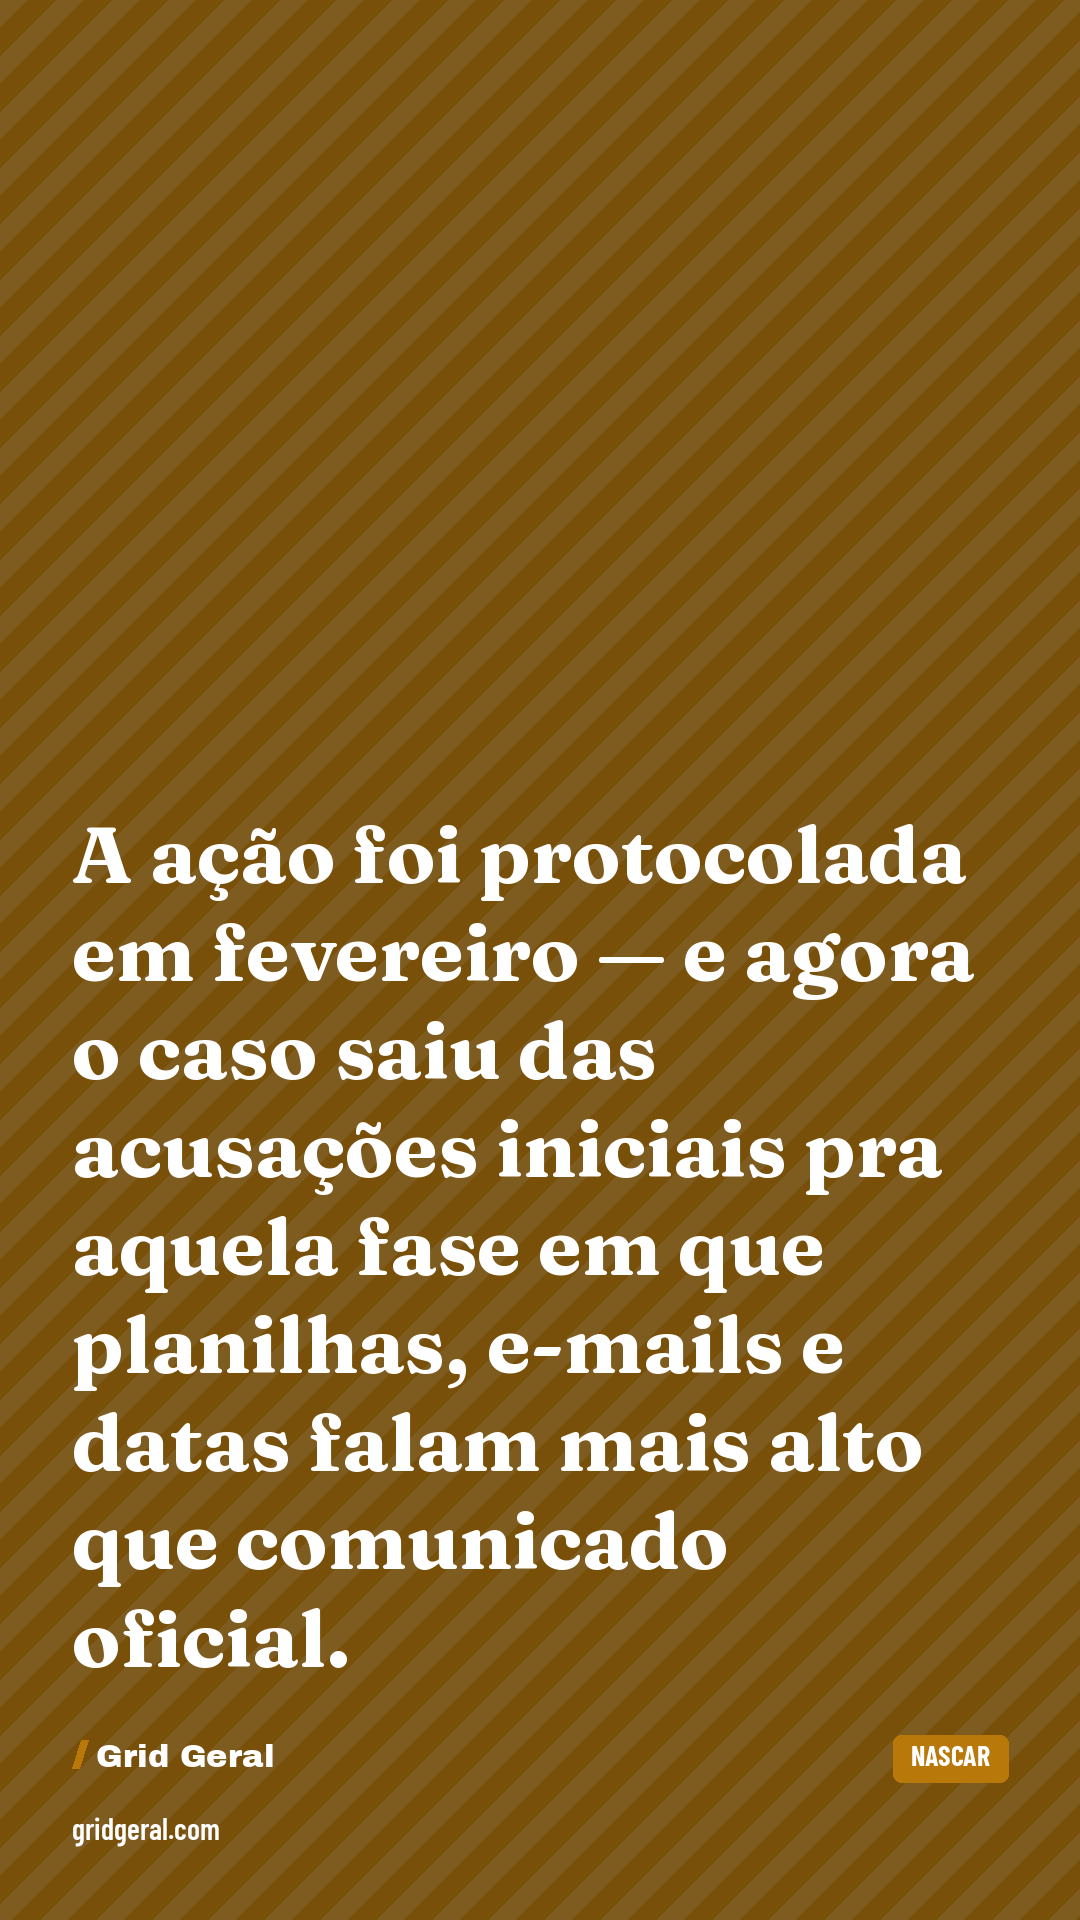 A ação foi protocolada
em fevereiro — e agora
o caso saiu das
acusações iniciais pra
aquela fase em que
planilhas, e-mails e
datas falam mais alto
que comunicado
oficial.
/ Grid Geral
NASCAR
gridgeral.com